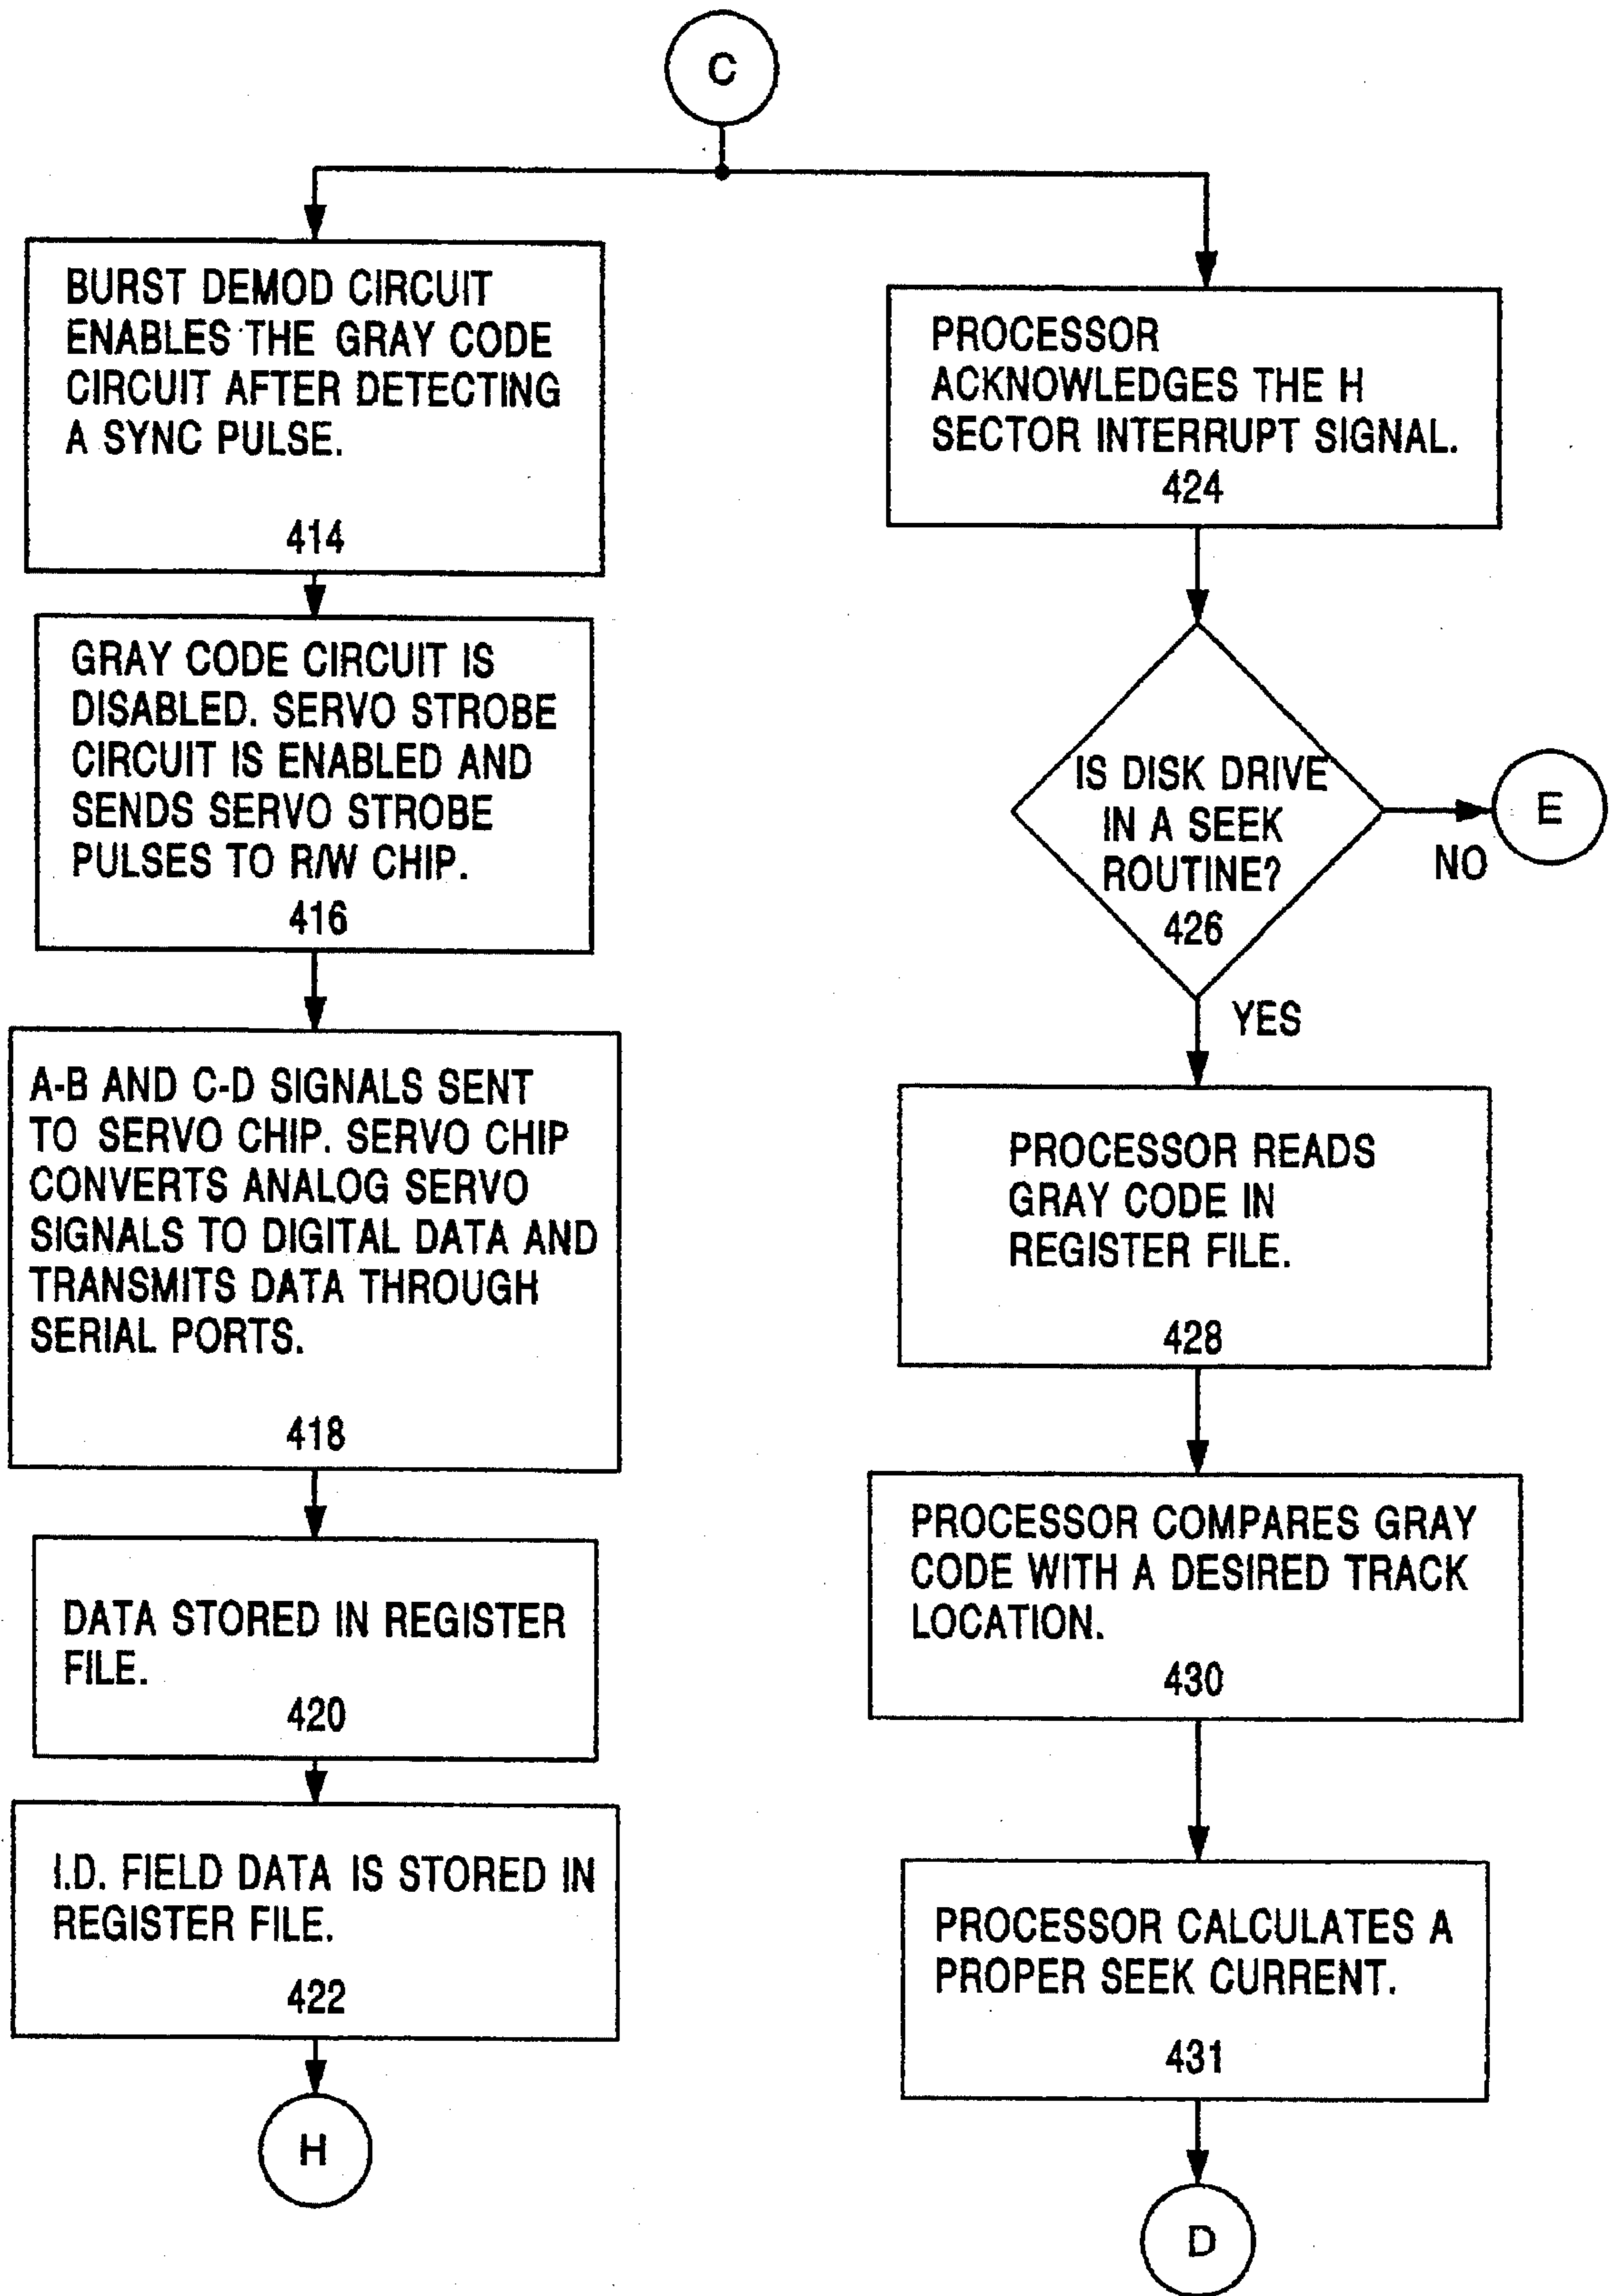 C
BURST DEMOD CIRCUIT
ENABLES THE GRAY CODE
CIRCUIT AFTER DETECTING
A SYNC PULSE.
414
GRAY CODE CIRCUIT IS
DISABLED. SERVO STROBE
CIRCUIT IS ENABLED AND
SENDS SERVO STROBE
PULSES TO R/W CHIP.
416
A-B AND C-D SIGNALS SENT
TO SERVO CHIP. SERVO CHIP
CONVERTS ANALOG SERVO
SIGNALS TO DIGITAL DATA AND
TRANSMITS DATA THROUGH
SERIAL PORTS.
418
DATA STORED IN REGISTER
FILE.
420
I.D. FIELD DATA IS STORED IN
REGISTER FILE.
422
H
PROCESSOR
ACKNOWLEDGES THE H
SECTOR INTERRUPT SIGNAL.
424
IS DISK DRIVE
IN A SEEK
ROUTINE?
426
NO
E
YES
PROCESSOR READS
GRAY CODE IN
REGISTER FILE.
428
PROCESSOR COMPARES GRAY
CODE WITH A DESIRED TRACK
LOCATION.
430
PROCESSOR CALCULATES A
PROPER SEEK CURRENT.
431
D